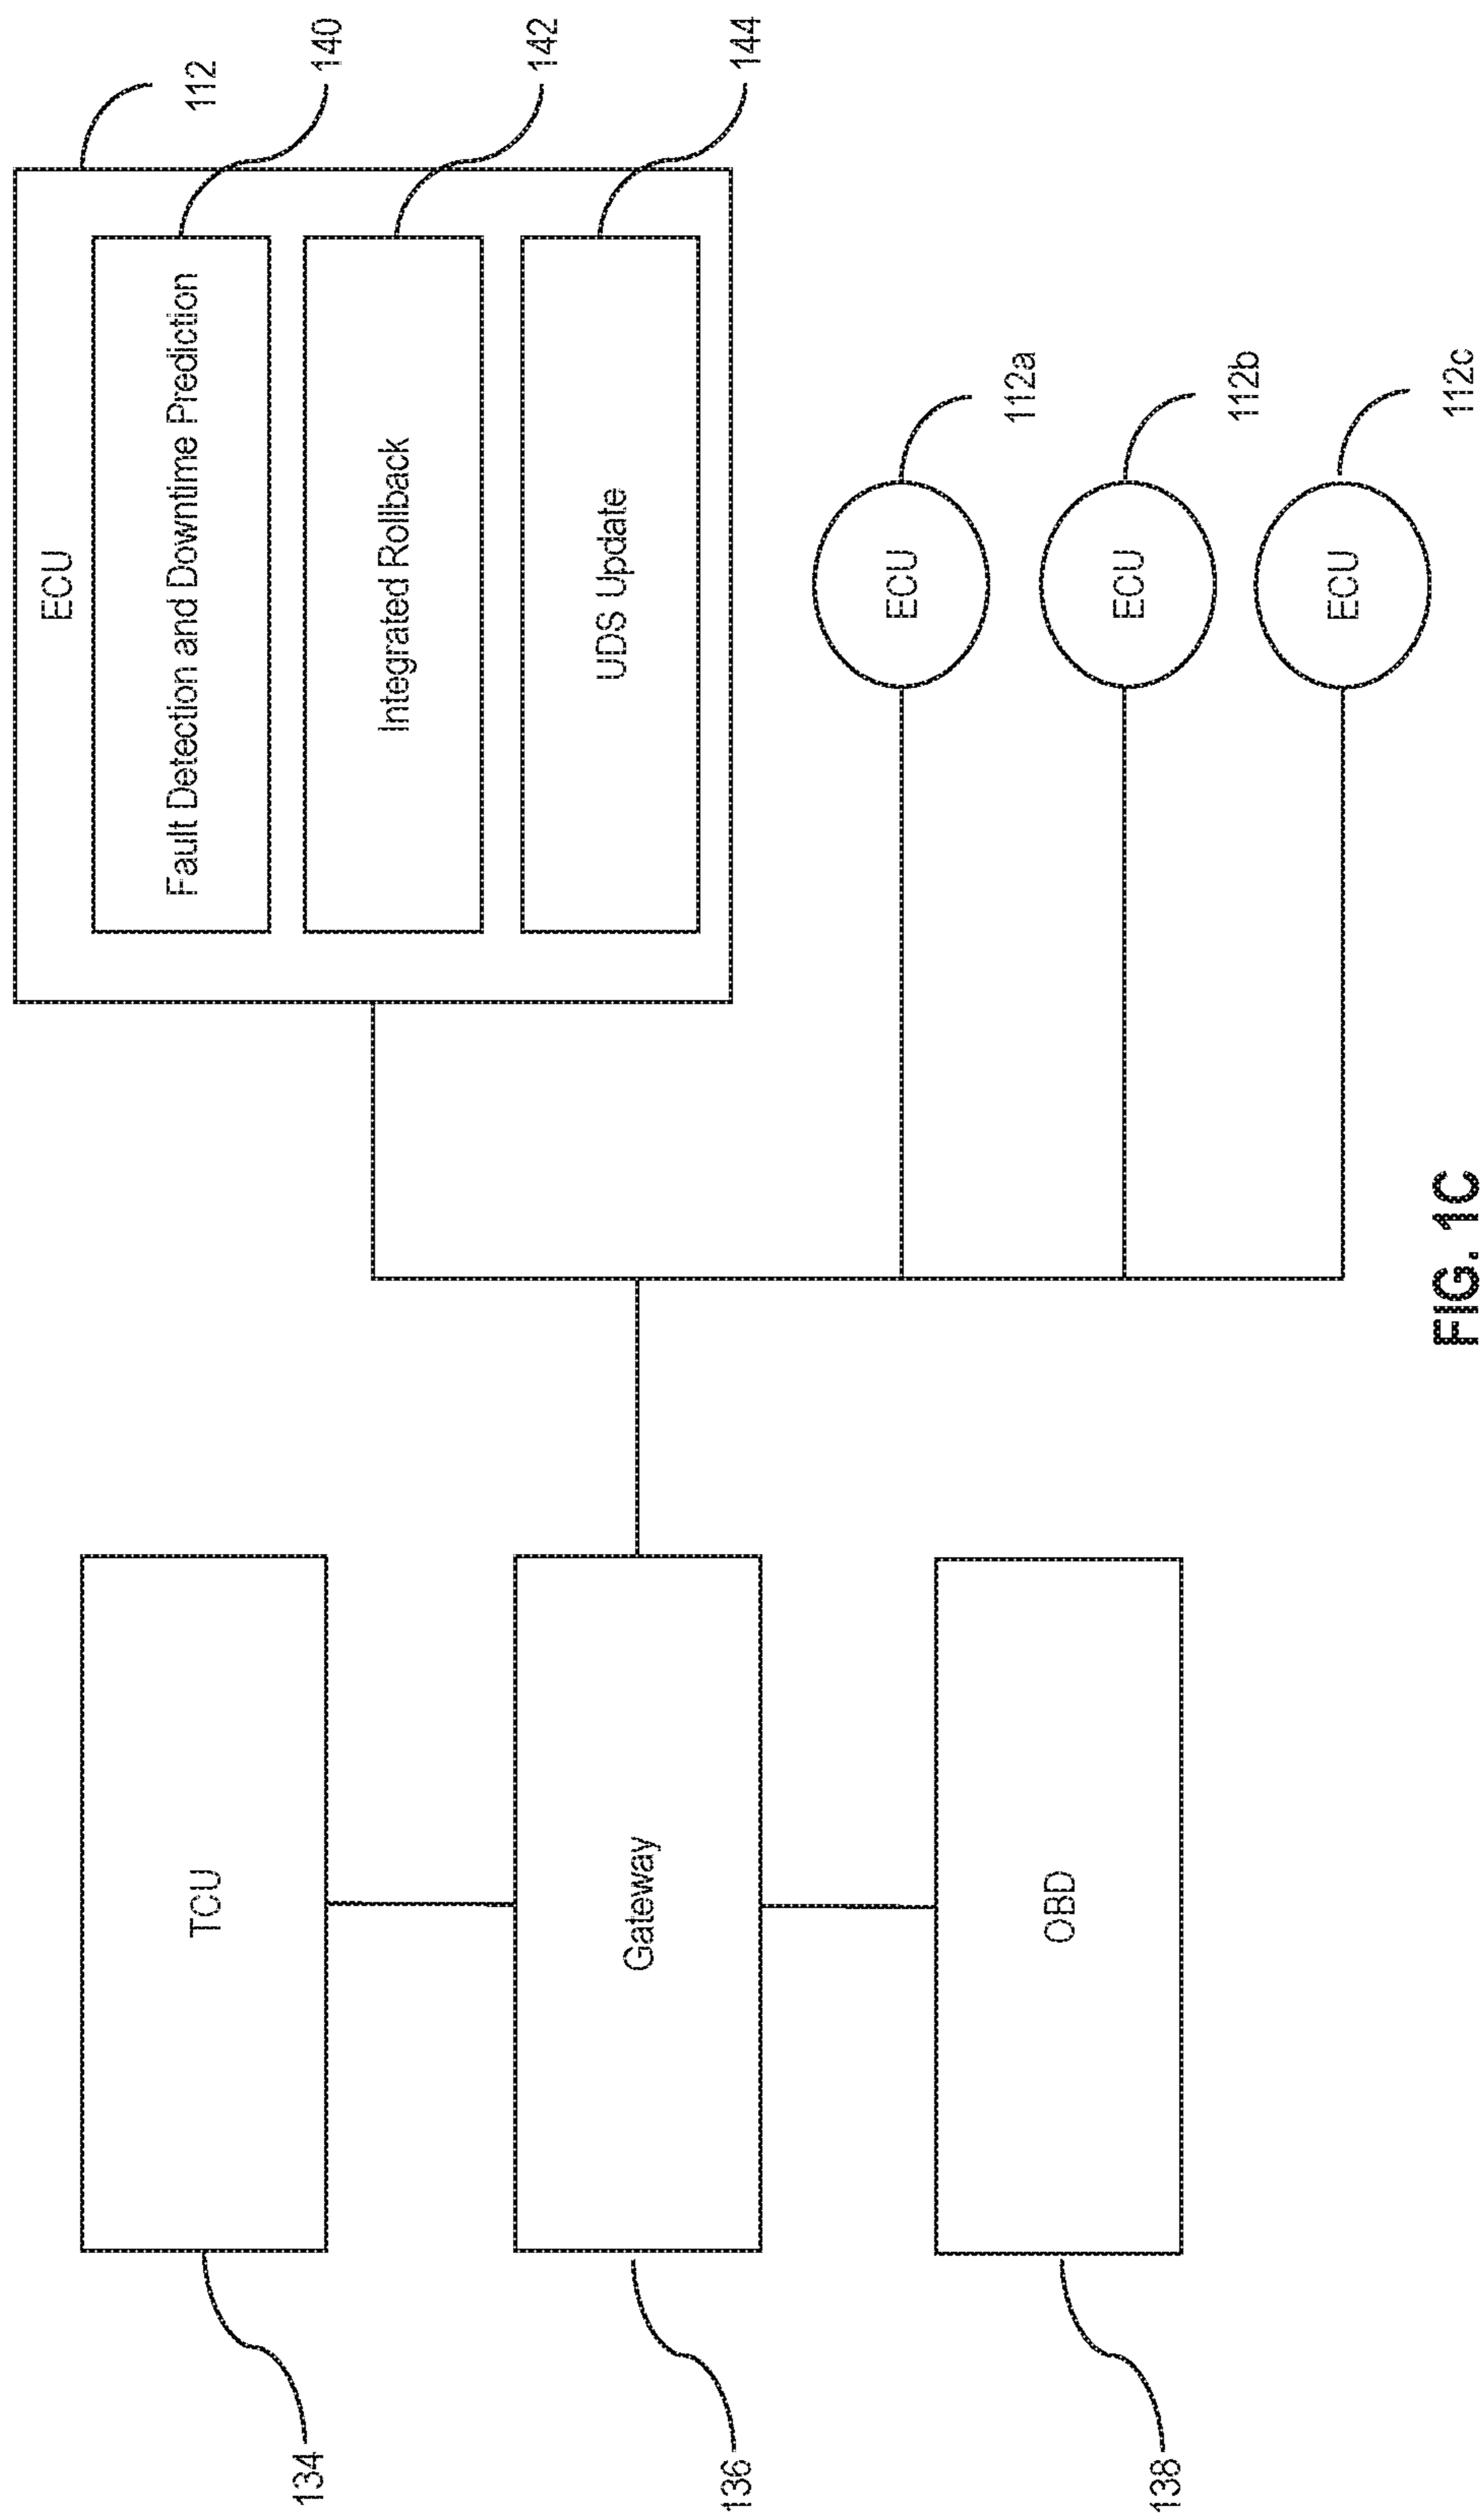 ECU
112
Fault Detection and Downtime Prediction
140
Integrated Rollback
142
UDS Update
144
TCU
134
Gateway
136
OBD
138
ECU
112a
ECU
112b
ECU
112c
FIG. 1C